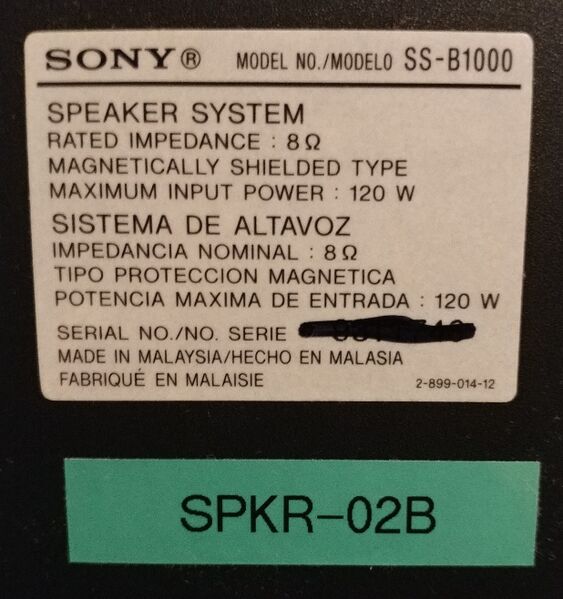 SONY® MODEL NO./MODELO SS-B1000
SPEAKER SYSTEM
RATED IMPEDANCE : 8Ω
MAGNETICALLY SHIELDED TYPE
MAXIMUM INPUT POWER : 120 W
SISTEMA DE ALTAVOZ
IMPEDANCIA NOMINAL : 8Ω
TIPO PROTECCION MAGNETICA
POTENCIA MAXIMA DE ENTRADA : 120 W
SERIAL NO./NO. SERIE
MADE IN MALAYSIA/HECHO EN MALASIA
FABRIQUÉ EN MALAISIE 2-899-014-12
SPKR-02B